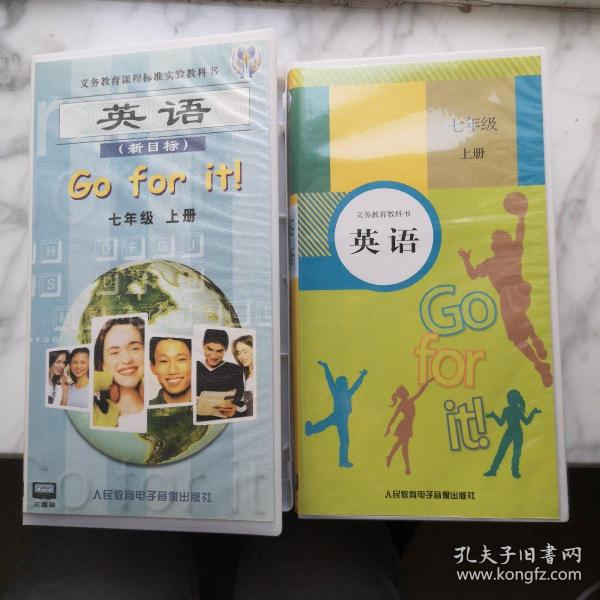 义务教育课程标准实验教科书
英语
(新目标)
Go for it!
七年级 上册
人民教育电子音像出版社
七年级
上册
义务教育教科书
英语
Go
for
it!
人民教育电子音像出版社
孔夫子旧书网
www.kongfz.com